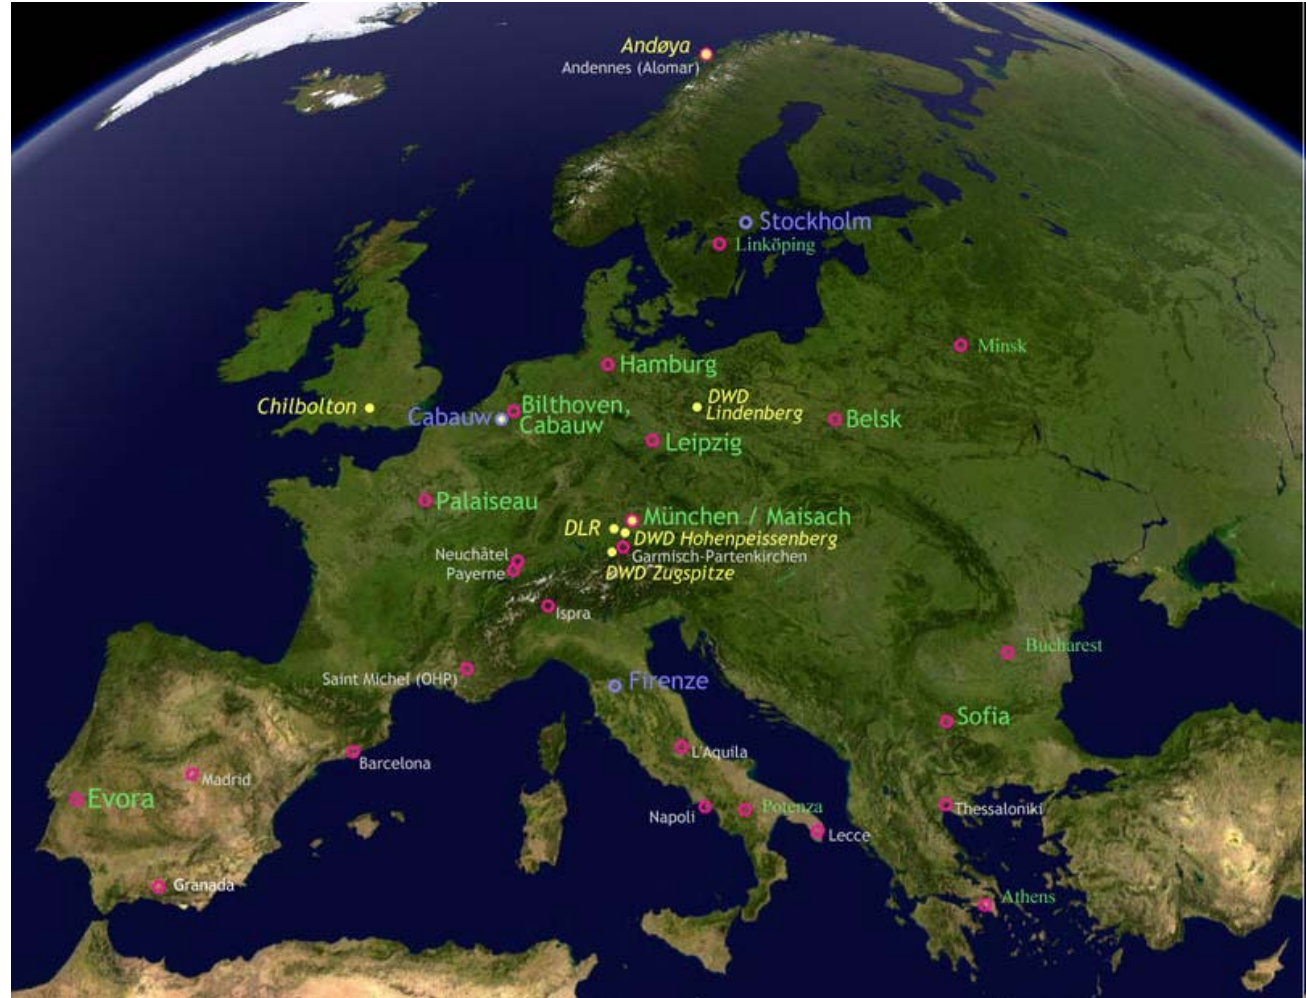 Andøya
Andennes (Alomar)
Stockholm
Linköping
Minsk
Hamburg
Chilbolton
DWD
Lindenberg
Cabauw
Bilthoven,
Cabauw
Belsk
Leipzig
Palaiseau
München / Maisach
DLR
DWD Hohenpeissenberg
Neuchâtel
Garmisch-Partenkirchen
Payerne
DWD Zugspitze
Ispra
Bucharest
Saint Michel (OHP)
Firenze
Sofia
L'Aquila
Barcelona
Madrid
Evora
Napoli
Potenza
Thessaloniki
Lecce
Granada
Athens